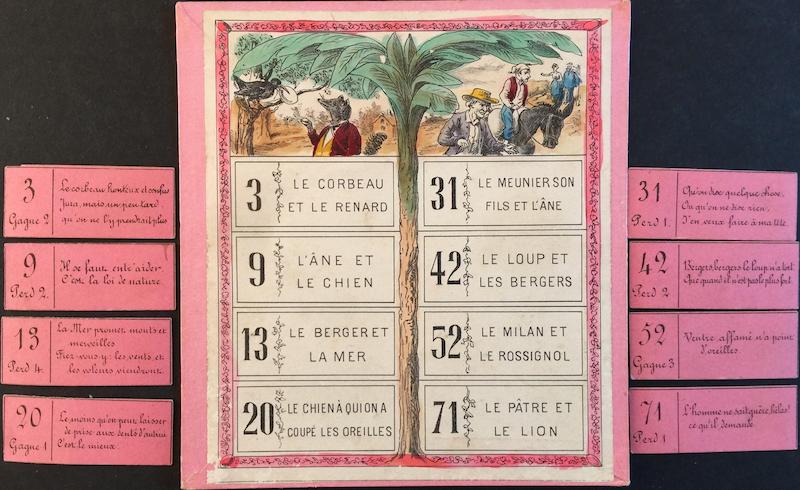 3
Gagne 2
Le corbeau honteux et confus
Jura, mais un peu tard,
qu'on ne l'y prendrait plus
9
Perd 2.
Il se faut entr'aider.
C'est la loi de nature.
13
Perd 4.
La Mer promet monts et
merveilles
Fiez-vous-y: les vents et
les voleurs viendront.
20
Gagne 1
Le moins qu'on peut laisser
de prise aux dents d'autrui
C'est le mieux.
3
LE CORBEAU
ET LE RENARD
9
L'ÂNE ET
LE CHIEN
13
LE BERGER ET
LA MER
20
LE CHIEN À QUI ON A
COUPÉ LES OREILLES
31
LE MEUNIER SON
FILS ET L'ÂNE
42
LE LOUP ET
LES BERGERS
52
LE MILAN ET
LE ROSSIGNOL
71
LE PÂTRE ET
LE LION
31
Perd 1.
Qu'on dise quelque chose.
Ou qu'on ne dise rien.
J'en veux faire à ma tête.
42
Perd 2
Bergers, bergers le loup n'a tort
Que quand il n'est pas le plus fort.
52
Gagne 3
Ventre affamé n'a point
d'oreilles.
71
Perd 1
L'homme ne sait guère, hélas!
ce qu'il demande.